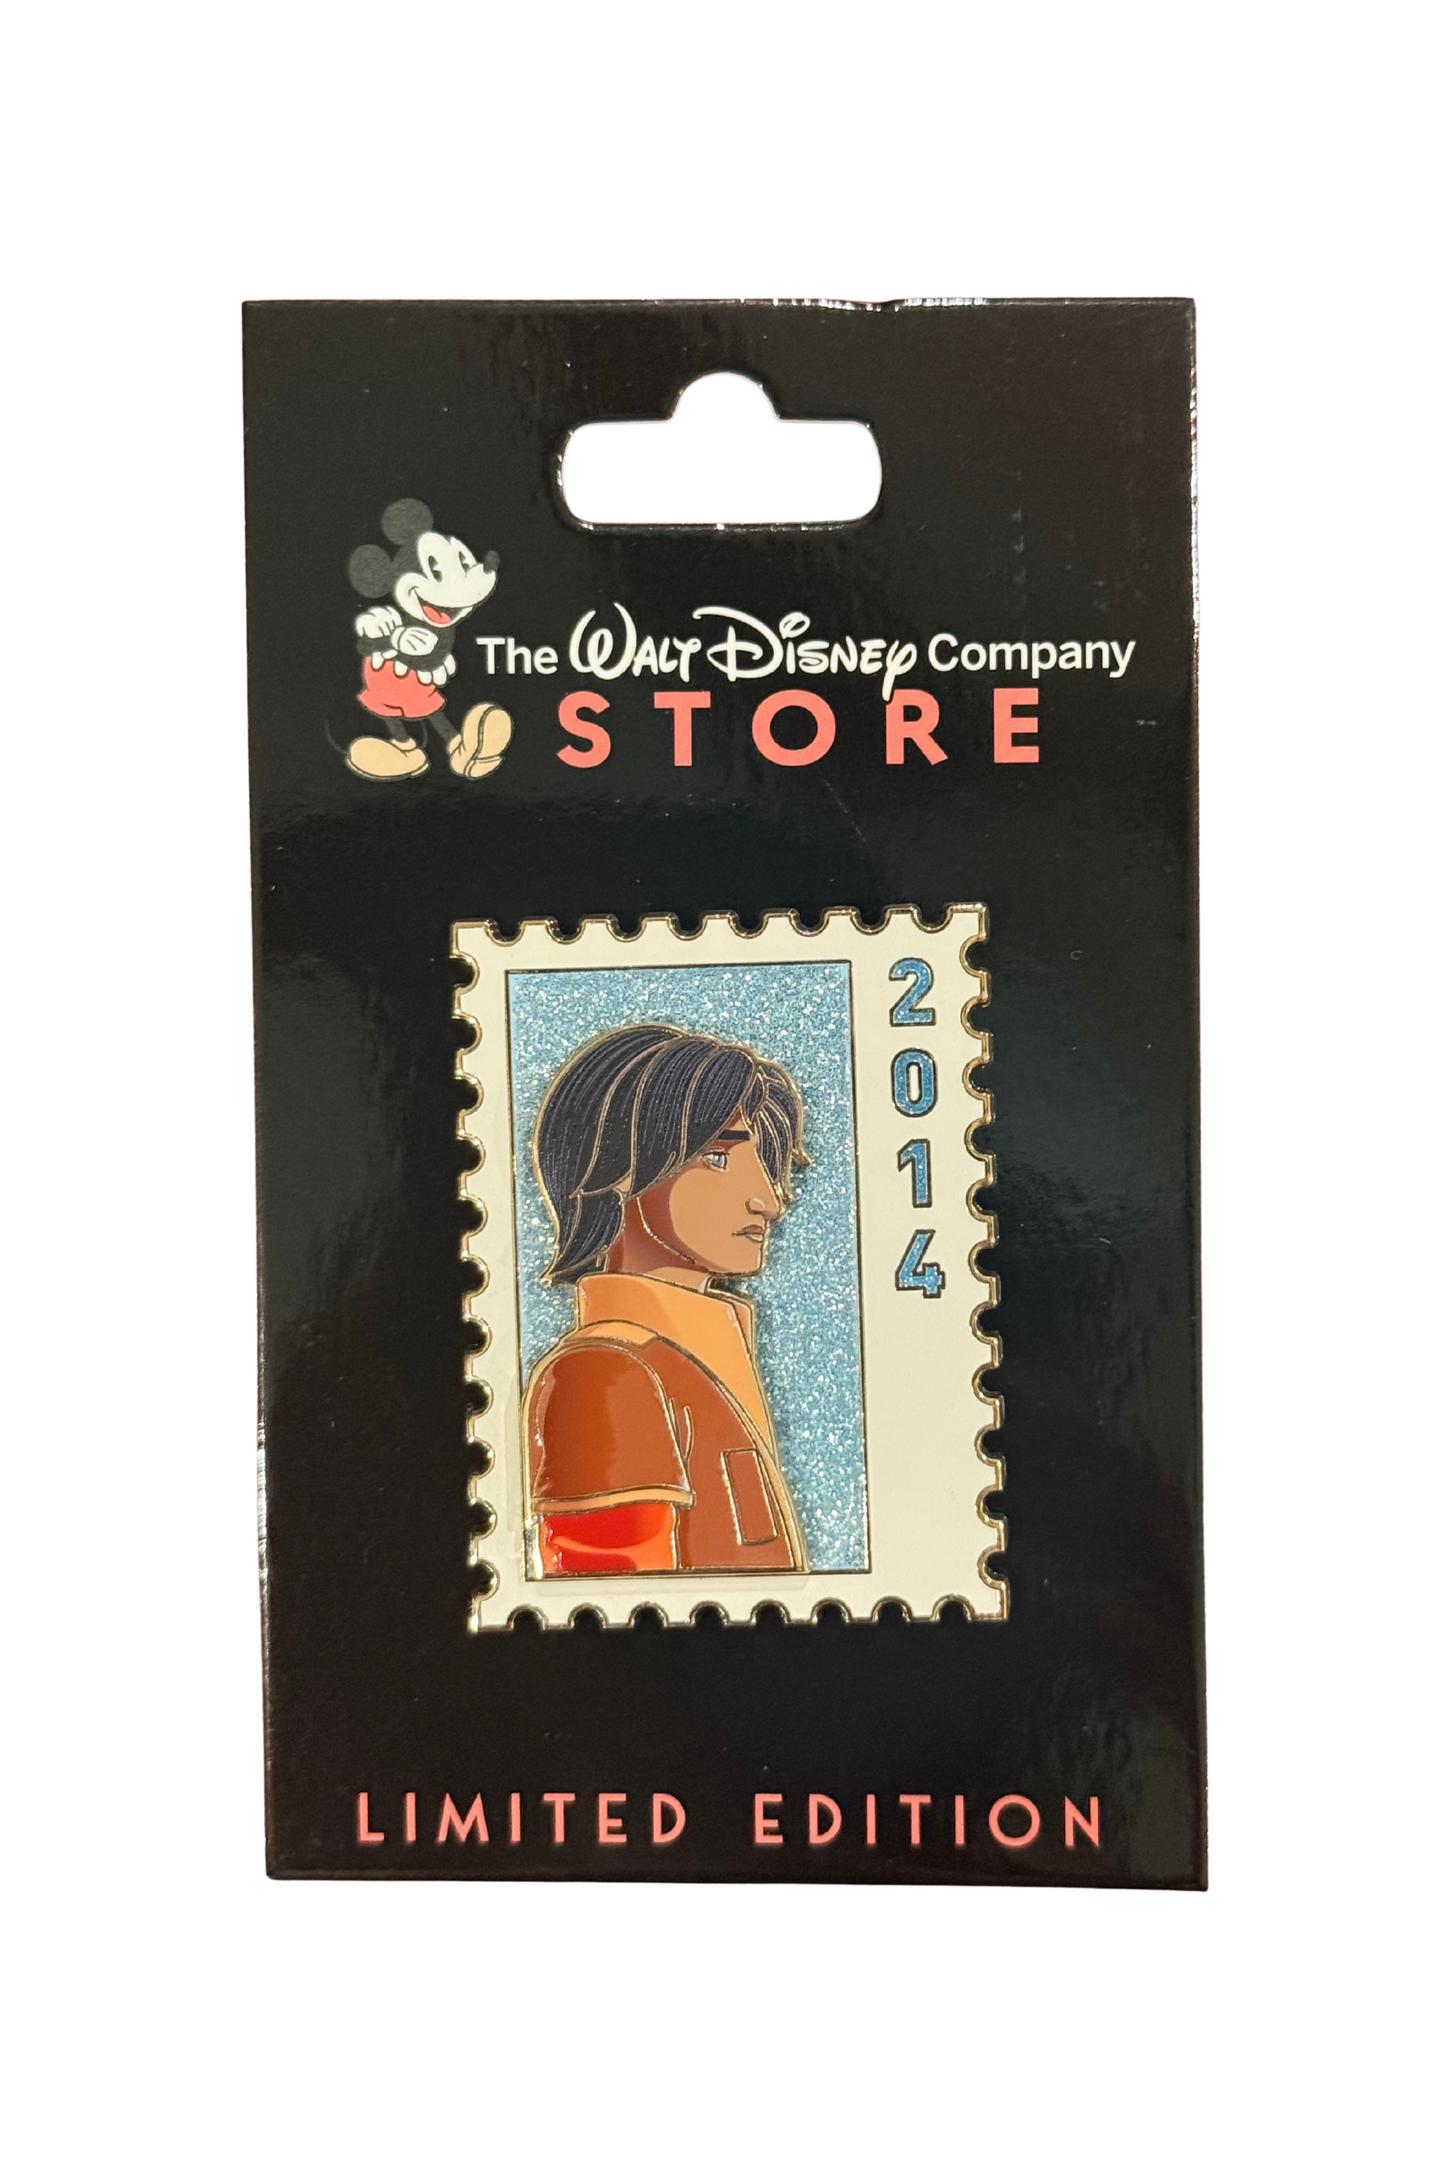 The WALT DISNEY Company
STORE
2014
LIMITED EDITION